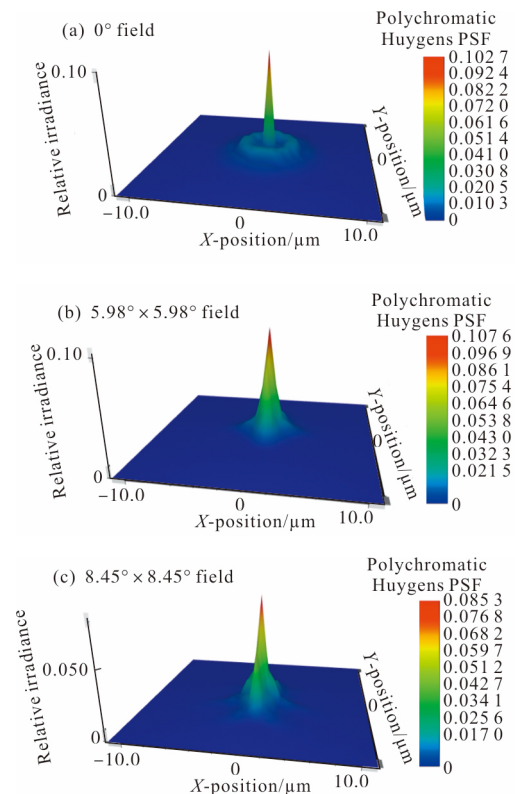 (a) 0° field
Polychromatic
Huygens PSF
0.102 7
0.092 4
0.082 2
0.072 0
0.061 6
0.051 4
0.041 0
0.030 8
0.020 5
0.010 3
0
Relative irradiance
0.10
0
−10.0
0
10.0
X-position/μm
Y-position/μm
0
(b) 5.98° × 5.98° field
Polychromatic
Huygens PSF
0.107 6
0.096 9
0.086 1
0.075 4
0.064 6
0.053 8
0.043 0
0.032 3
0.021 5
0
Relative irradiance
0.10
0
−10.0
0
10.0
X-position/μm
Y-position/μm
0
(c) 8.45° × 8.45° field
Polychromatic
Huygens PSF
0.085 3
0.076 8
0.068 2
0.059 7
0.051 2
0.042 7
0.034 1
0.025 6
0.017 0
0
Relative irradiance
0.050
0
−10.0
0
10.0
X-position/μm
Y-position/μm
0